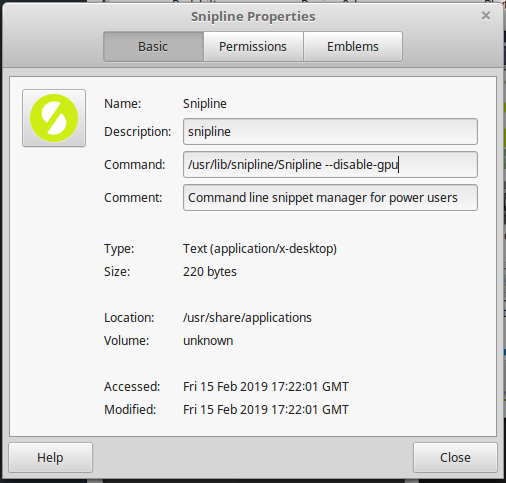 Snipline Properties
Basic Permissions Emblems
Name: Snipline
Description: snipline
Command: /usr/lib/snipline/Snipline --disable-gpu
Comment: Command line snippet manager for power users
Type: Text (application/x-desktop)
Size: 220 bytes
Location: /usr/share/applications
Volume: unknown
Accessed: Fri 15 Feb 2019 17:22:01 GMT
Modified: Fri 15 Feb 2019 17:22:01 GMT
Help Close